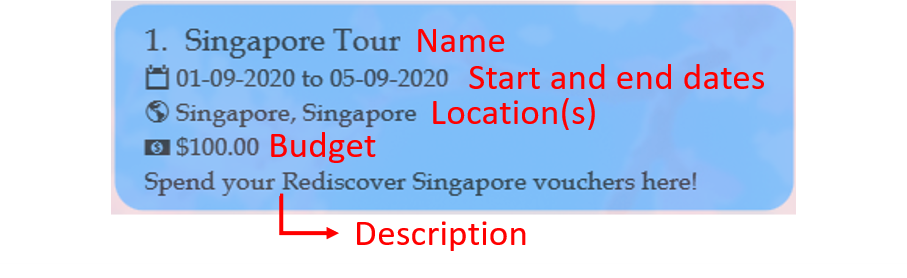 1. Singapore Tour Name
01-09-2020 to 05-09-2020 Start and end dates
Singapore, Singapore Location(s)
$100.00 Budget
Spend your Rediscover Singapore vouchers here!
Description